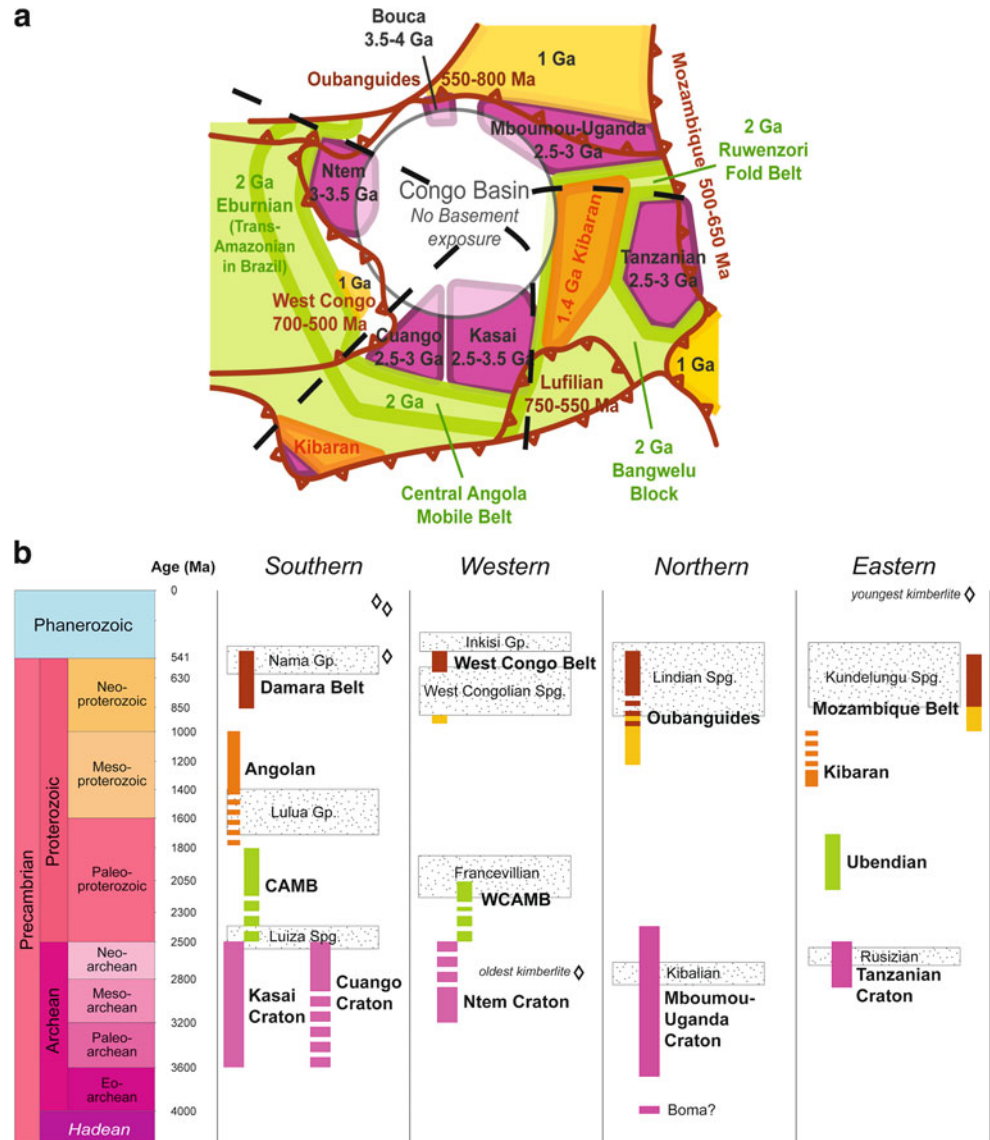 a
Bouca
3.5-4 Ga
1 Ga
Oubanguides 550-800 Ma
Mozambique 500-650 Ma
Mboumou-Uganda
2.5-3 Ga
2 Ga
Ruwenzori
Fold Belt
Ntem
3-3.5 Ga
2 Ga
Eburnian
(Trans-
Amazonian
in Brazil)
Congo Basin
No Basement
exposure
1.4 Ga Kibaran
Tanzanian
2.5-3 Ga
1 Ga
West Congo
700-500 Ma
Cuango
2.5-3 Ga
Kasai
2.5-3.5 Ga
1 Ga
Lufilian
750-550 Ma
2 Ga
Kibaran
2 Ga
Bangwelu
Block
Central Angola
Mobile Belt
b
Age (Ma)
Southern
Western
Northern
Eastern
0
youngest kimberlite
Phanerozoic
Inkisi Gp.
541
Nama Gp.
West Congo Belt
630
Damara Belt
West Congolian Spg.
Lindian Spg.
Kundelungu Spg.
Neo-
proterozoic
850
Oubanguides
Mozambique Belt
1000
Meso-
proterozoic
1200
Angolan
Kibaran
1400
Lulua Gp.
1600
Proterozoic
1800
Paleo-
proterozoic
Francevillian
Ubendian
2050
CAMB
WCAMB
2300
Precambrian
Luiza Spg.
2500
Neo-
archean
Rusizian
oldest kimberlite
Kibalian
Tanzanian
Craton
2800
Kasai
Craton
Cuango
Craton
Ntem Craton
Mboumou-
Uganda
Craton
Meso-
archean
Archean
3200
Paleo-
archean
3600
Eo-
archean
4000
Boma?
Hadean